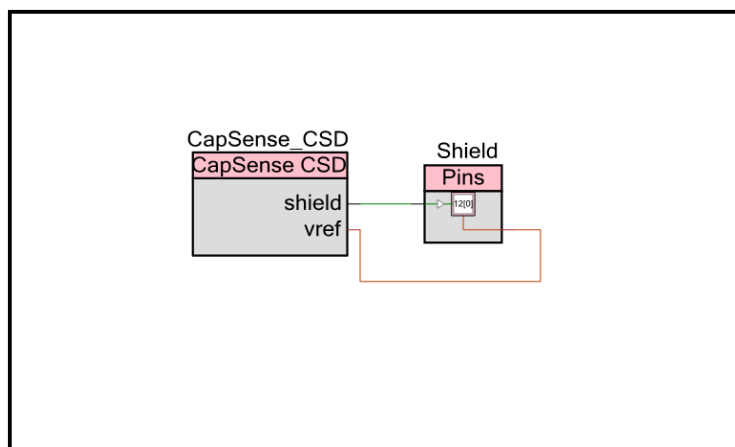 CapSense_CSD
CapSense CSD
shield
vref
Shield
Pins
12[0]